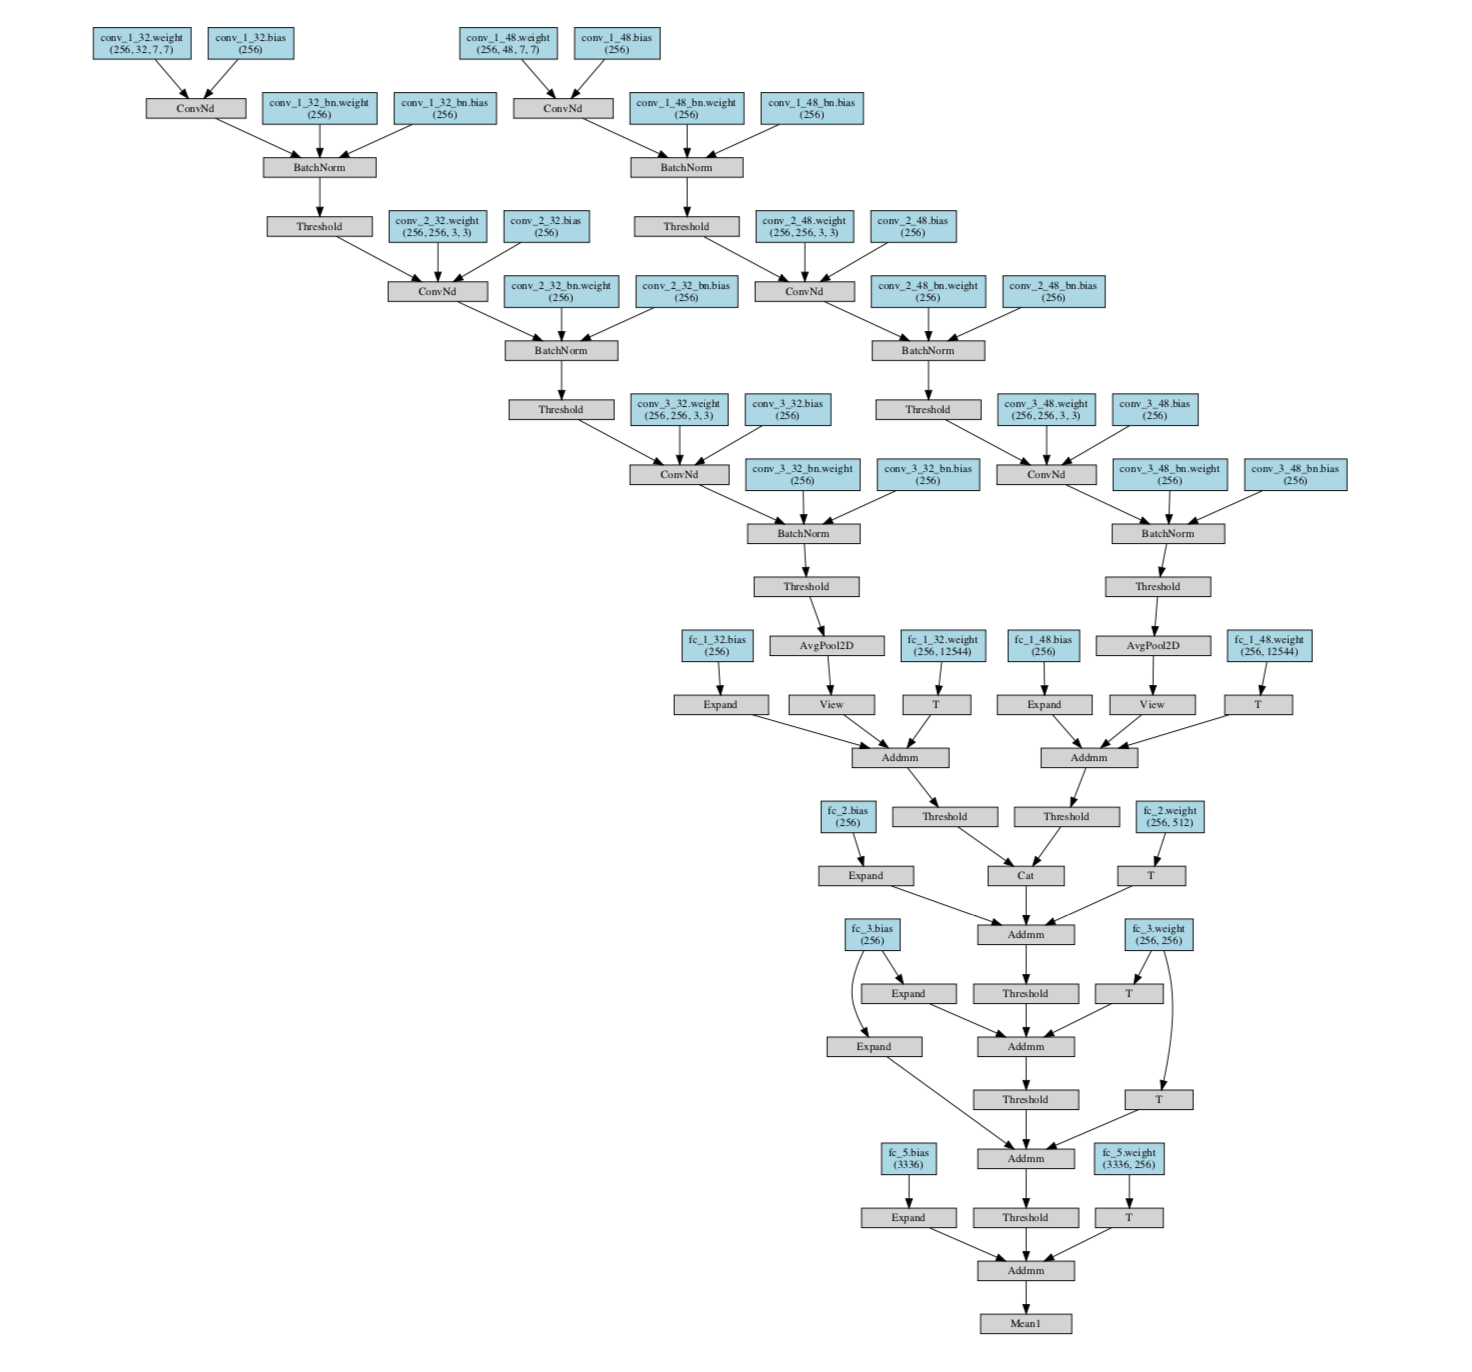 conv_1_32.weight
(256, 32, 7, 7)
conv_1_32.bias
(256)
conv_1_48.weight
(256, 48, 7, 7)
conv_1_48.bias
(256)
ConvNd
conv_1_32_bn.weight
(256)
conv_1_32_bn.bias
(256)
ConvNd
conv_1_48_bn.weight
(256)
conv_1_48_bn.bias
(256)
BatchNorm
BatchNorm
Threshold
conv_2_32.weight
(256, 256, 3, 3)
conv_2_32.bias
(256)
Threshold
conv_2_48.weight
(256, 256, 3, 3)
conv_2_48.bias
(256)
ConvNd
conv_2_32_bn.weight
(256)
conv_2_32_bn.bias
(256)
ConvNd
conv_2_48_bn.weight
(256)
conv_2_48_bn.bias
(256)
BatchNorm
BatchNorm
Threshold
conv_3_32.weight
(256, 256, 3, 3)
conv_3_32.bias
(256)
Threshold
conv_3_48.weight
(256, 256, 3, 3)
conv_3_48.bias
(256)
ConvNd
conv_3_32_bn.weight
(256)
conv_3_32_bn.bias
(256)
ConvNd
conv_3_48_bn.weight
(256)
conv_3_48_bn.bias
(256)
BatchNorm
BatchNorm
Threshold
Threshold
fc_1_32.bias
(256)
AvgPool2D
fc_1_32.weight
(256, 12544)
fc_1_48.bias
(256)
AvgPool2D
fc_1_48.weight
(256, 12544)
Expand
View
T
Expand
View
T
Addmm
Addmm
fc_2.bias
(256)
Threshold
Threshold
fc_2.weight
(256, 512)
Expand
Cat
T
fc_3.bias
(256)
Addmm
fc_3.weight
(256, 256)
Expand
Threshold
T
Expand
Addmm
Threshold
T
fc_5.bias
(3336)
Addmm
fc_5.weight
(3336, 256)
Expand
Threshold
T
Addmm
Mean1